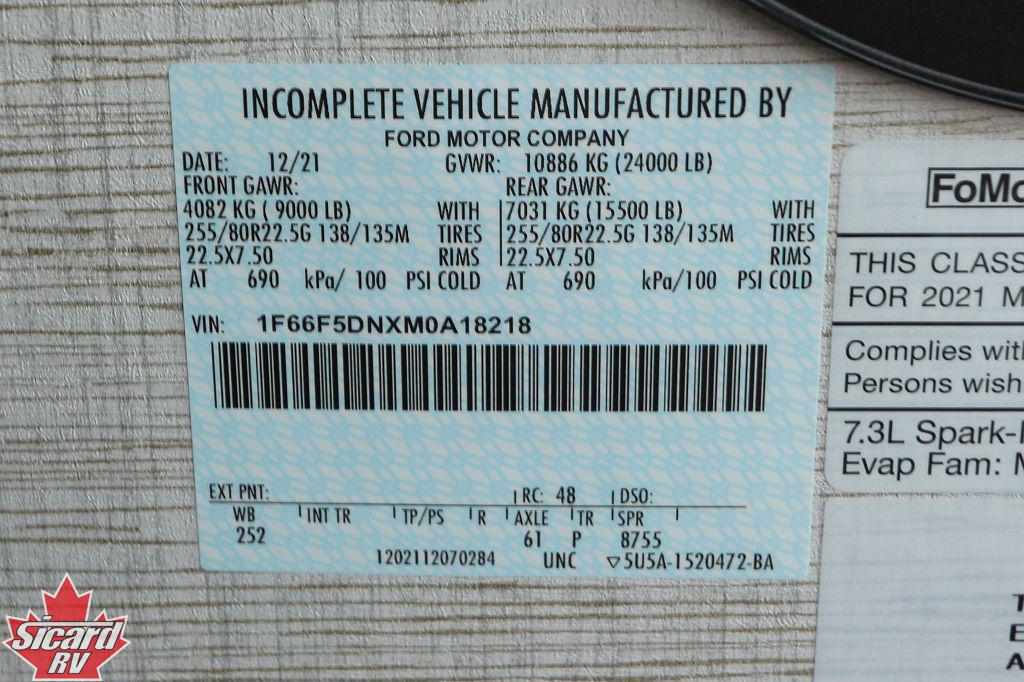 INCOMPLETE VEHICLE MANUFACTURED BY
FORD MOTOR COMPANY
DATE: 12/21 GVWR: 10886 KG (24000 LB)
FRONT GAWR: REAR GAWR:
4082 KG ( 9000 LB) WITH 7031 KG (15500 LB) WITH
255/80R22.5G 138/135M TIRES 255/80R22.5G 138/135M TIRES
22.5X7.50 RIMS 22.5X7.50 RIMS
AT 690 kPa/ 100 PSI COLD AT 690 kPa/ 100 PSI COLD
VIN: 1F66F5DNXM0A18218
EXT PNT: RC: 48 DSO:
WB INT TR TP/PS R AXLE TR SPR
252 61 P 8755
1202112070284 UNC ▽5U5A-1520472-BA
FoMo
THIS CLASS
FOR 2021 M
Complies with
Persons wish
7.3L Spark-
Evap Fam: M
T
E
A
Sicard
RV